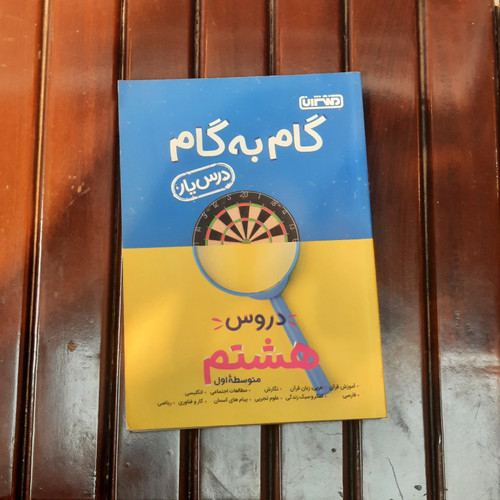 منتشران
گام به گام
درس یار
دروس
هشتم
متوسطهٔ اول
- آموزش قرآن - عربی، زبان قرآن - نگارش - مطالعات اجتماعی - انگلیسی
- فارسی - تفکر و سبک زندگی - علوم تجربی - پیام های آسمان - کار و فناوری - ریاضی